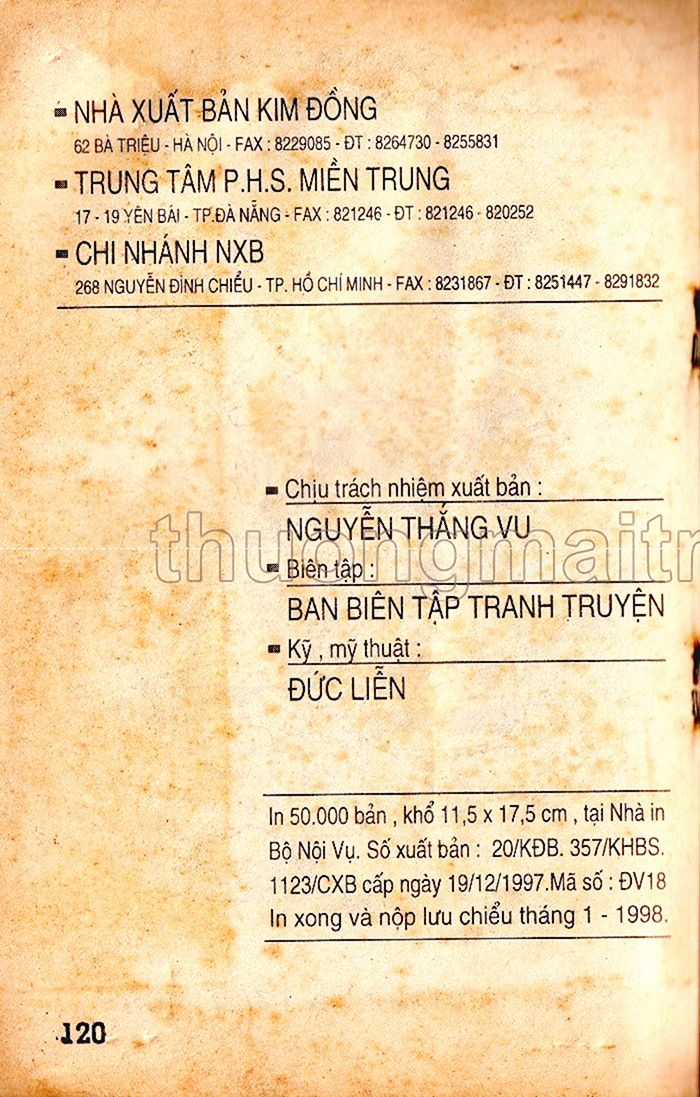 NHÀ XUẤT BẢN KIM ĐỒNG
62 BÀ TRIỆU - HÀ NỘI - FAX : 8229085 - ĐT : 8264730 - 8255831
TRUNG TÂM P.H.S. MIỀN TRUNG
17 - 19 YÊN BÁI - TP.ĐÀ NẴNG - FAX : 821246 - ĐT : 821246 - 820252
CHI NHÁNH NXB
268 NGUYỄN ĐÌNH CHIỂU - TP. HỒ CHÍ MINH - FAX : 8231867 - ĐT : 8251447 - 8291832
Chịu trách nhiệm xuất bản :
NGUYỄN THẮNG VU
thuongmaitr
Biên tập :
BAN BIÊN TẬP TRANH TRUYỆN
Kỹ , mỹ thuật :
ĐỨC LIỄN
In 50.000 bản , khổ 11,5 x 17,5 cm , tại Nhà in
Bộ Nội Vụ. Số xuất bản : 20/KĐB. 357/KHBS.
1123/CXB cấp ngày 19/12/1997.Mã số : ĐV18
In xong và nộp lưu chiểu tháng 1 - 1998.
120